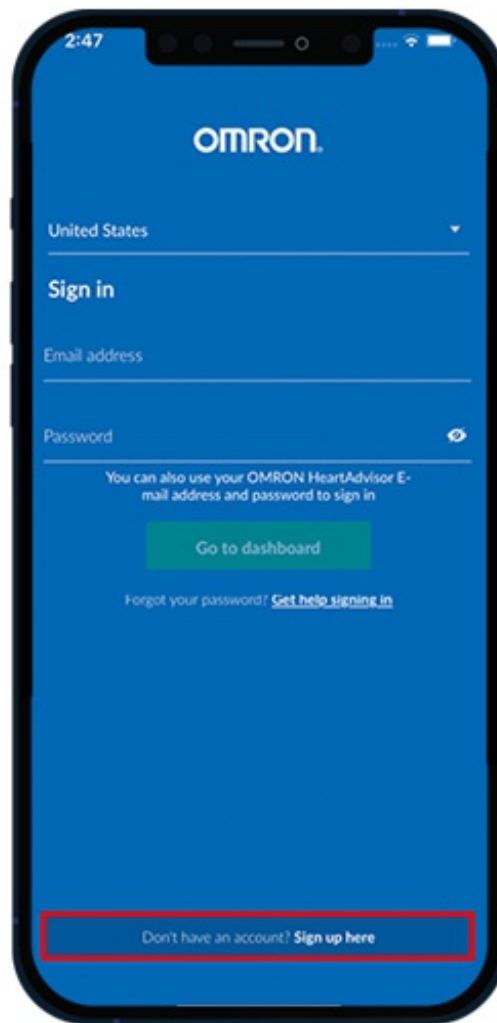 2:47
OMRON.
United States
Sign in
Email address
Password
You can also use your OMRON HeartAdvisor E-
mail address and password to sign in
Go to dashboard
Forgot your password? Get help signing in
Don't have an account? Sign up here